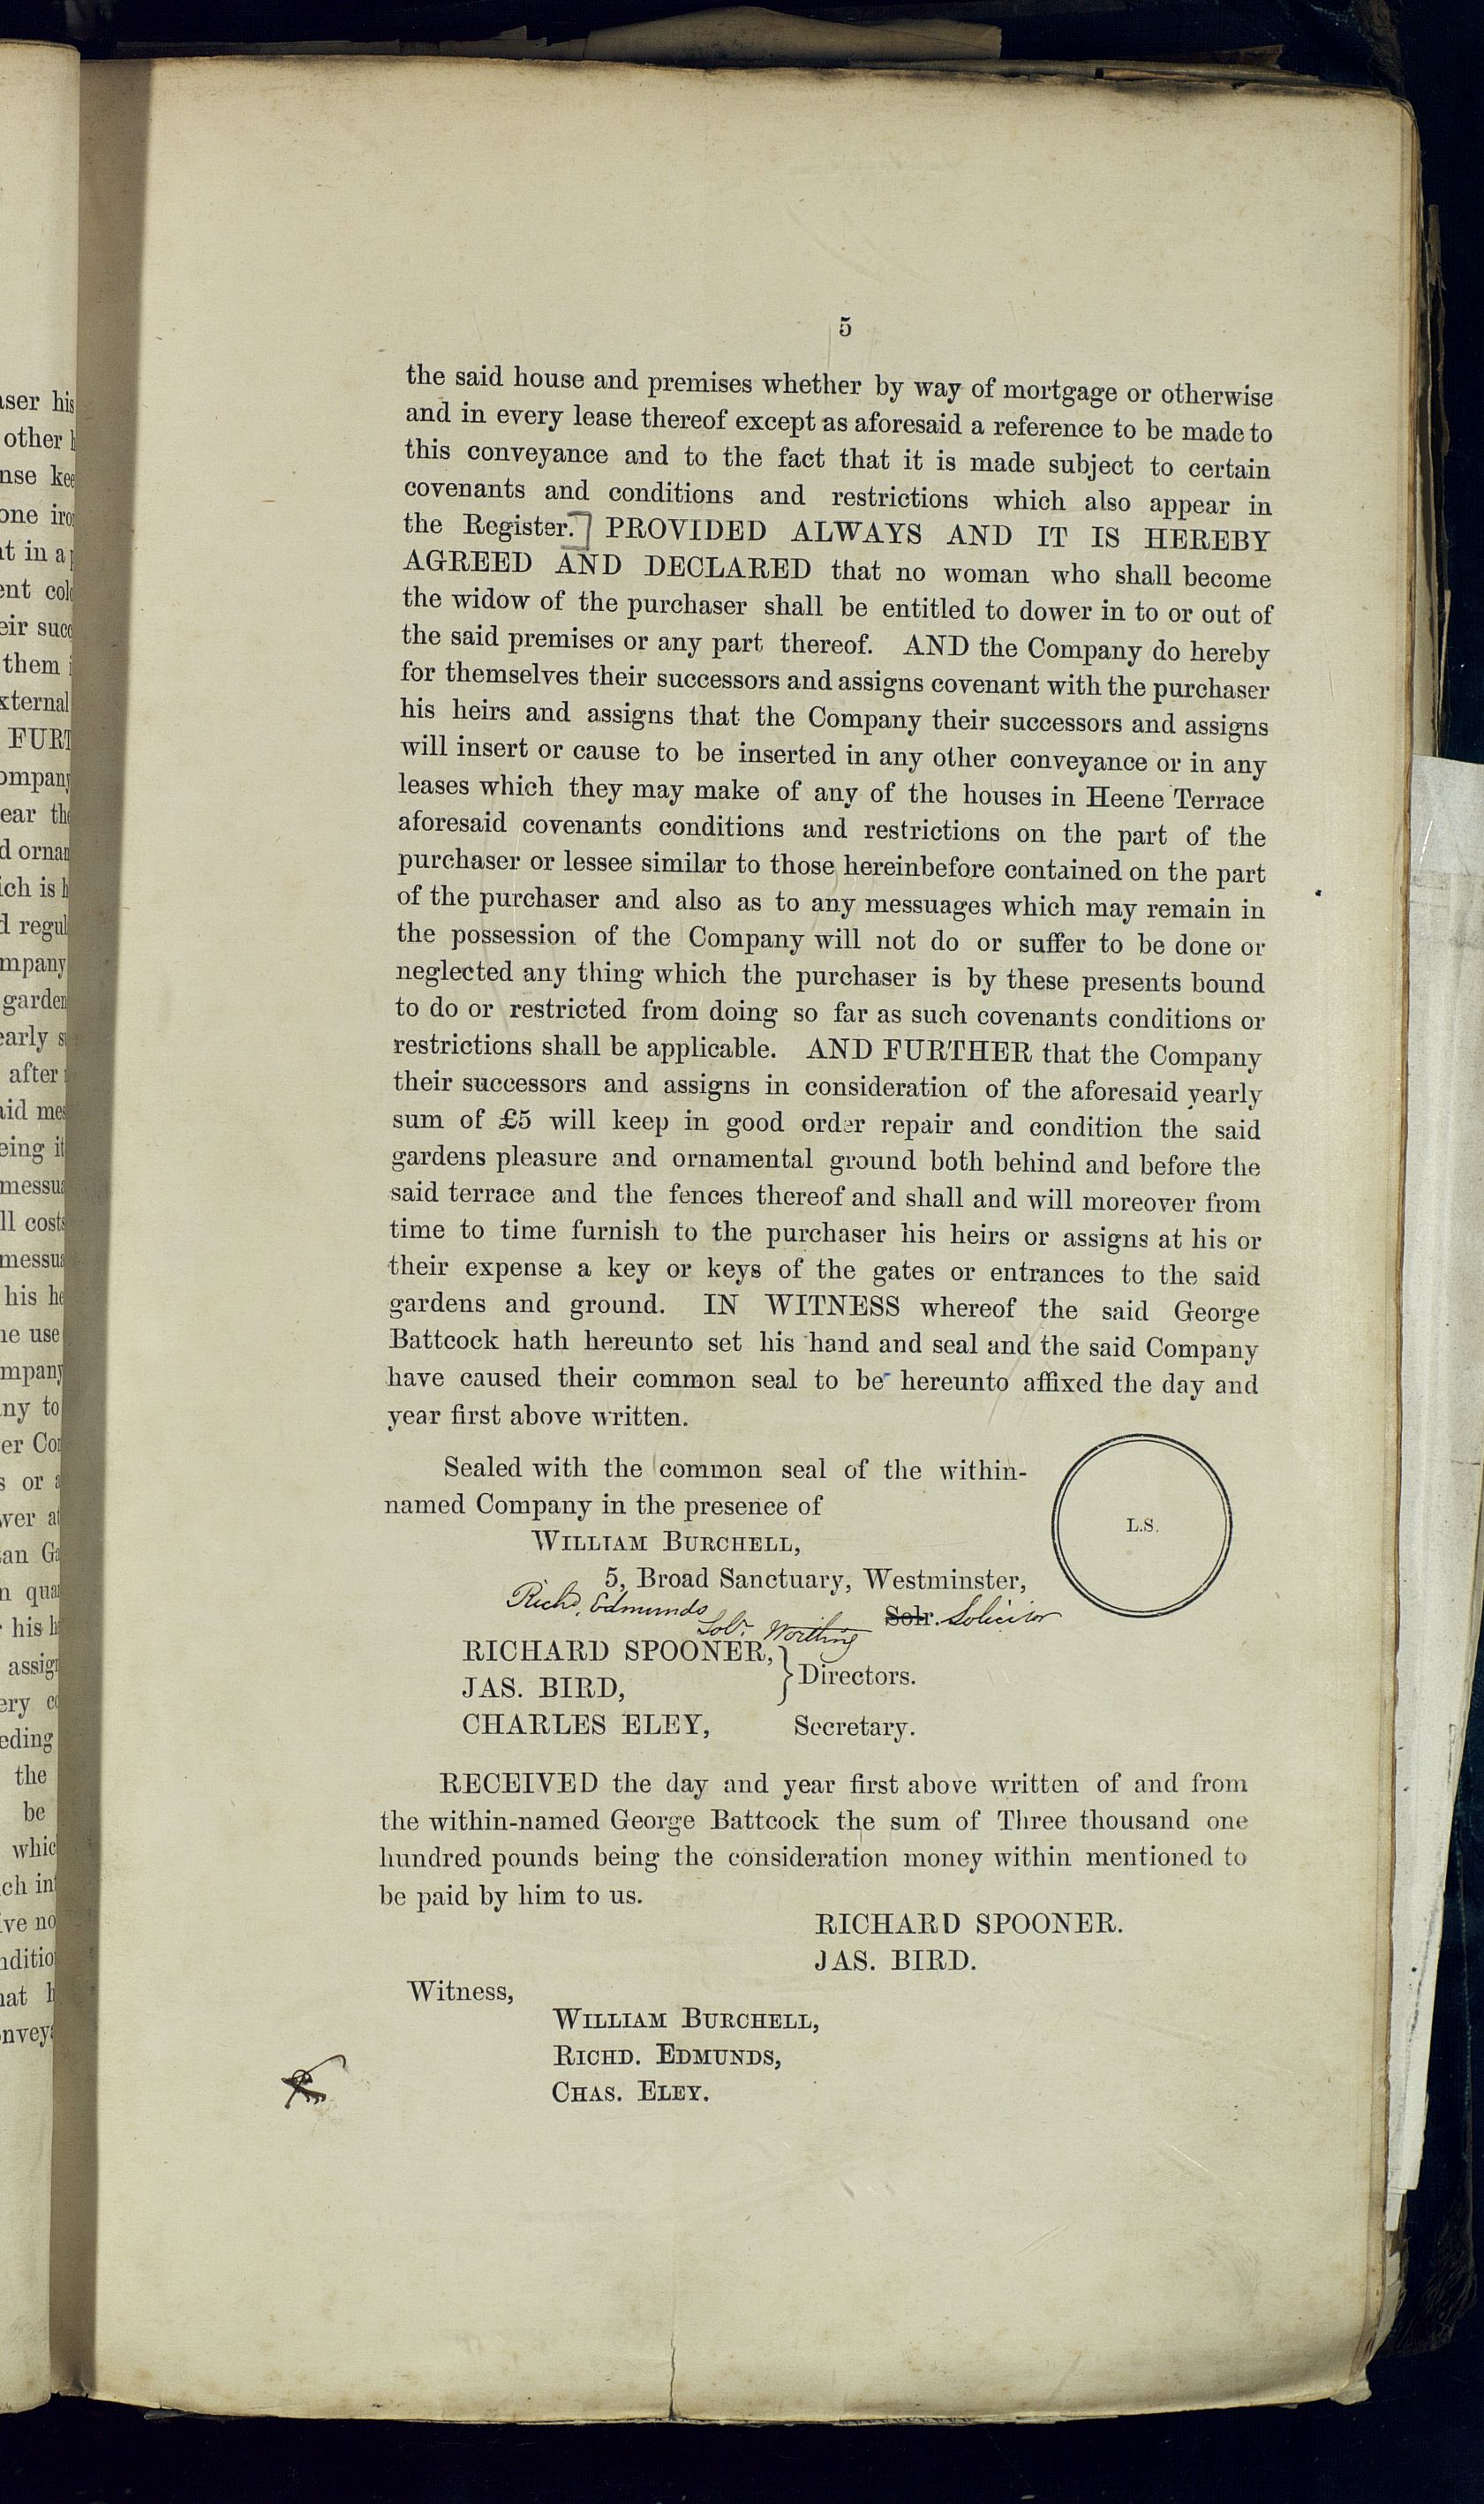 5
the said house and premises whether by way of mortgage or otherwise
and in every lease thereof except as aforesaid a reference to be made to
this conveyance and to the fact that it is made subject to certain
covenants and conditions and restrictions which also appear in
the Register.] PROVIDED ALWAYS AND IT IS HEREBY
AGREED AND DECLARED that no woman who shall become
the widow of the purchaser shall be entitled to dower in to or out of
the said premises or any part thereof. AND the Company do hereby
for themselves their successors and assigns covenant with the purchaser
his heirs and assigns that the Company their successors and assigns
will insert or cause to be inserted in any other conveyance or in any
leases which they may make of any of the houses in Heene Terrace
aforesaid covenants conditions and restrictions on the part of the
purchaser or lessee similar to those hereinbefore contained on the part
of the purchaser and also as to any messuages which may remain in
the possession of the Company will not do or suffer to be done or
neglected any thing which the purchaser is by these presents bound
to do or restricted from doing so far as such covenants conditions or
restrictions shall be applicable. AND FURTHER that the Company
their successors and assigns in consideration of the aforesaid yearly
sum of £5 will keep in good order repair and condition the said
gardens pleasure and ornamental ground both behind and before the
said terrace and the fences thereof and shall and will moreover from
time to time furnish to the purchaser his heirs or assigns at his or
their expense a key or keys of the gates or entrances to the said
gardens and ground. IN WITNESS whereof the said George
Battcock hath hereunto set his hand and seal and the said Company
have caused their common seal to be hereunto affixed the day and
year first above written.
Sealed with the common seal of the within-
named Company in the presence of
L.S.
WILLIAM BURCHELL,
5, Broad Sanctuary, Westminster,
Solr. Solicitor
Richd. Edmunds
Solr. Worthing
RICHARD SPOONER,
JAS. BIRD,
} Directors.
CHARLES ELEY, Secretary.
RECEIVED the day and year first above written of and from
the within-named George Battcock the sum of Three thousand one
hundred pounds being the consideration money within mentioned to
be paid by him to us.
RICHARD SPOONER.
JAS. BIRD.
Witness,
WILLIAM BURCHELL,
RICHD. EDMUNDS,
CHAS. ELEY.